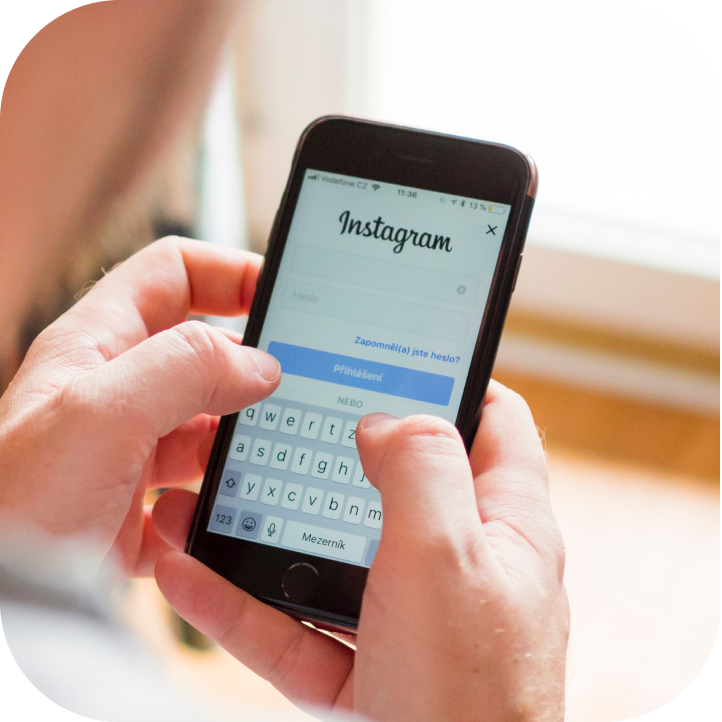 Vodafone CZ 11:36 13 %
Instagram
Heslo
Zapomněl(a) jste heslo?
Přihlášení
NEBO
q w e r t z
a s d f g h j
y x c v b n m
123 Mezerník